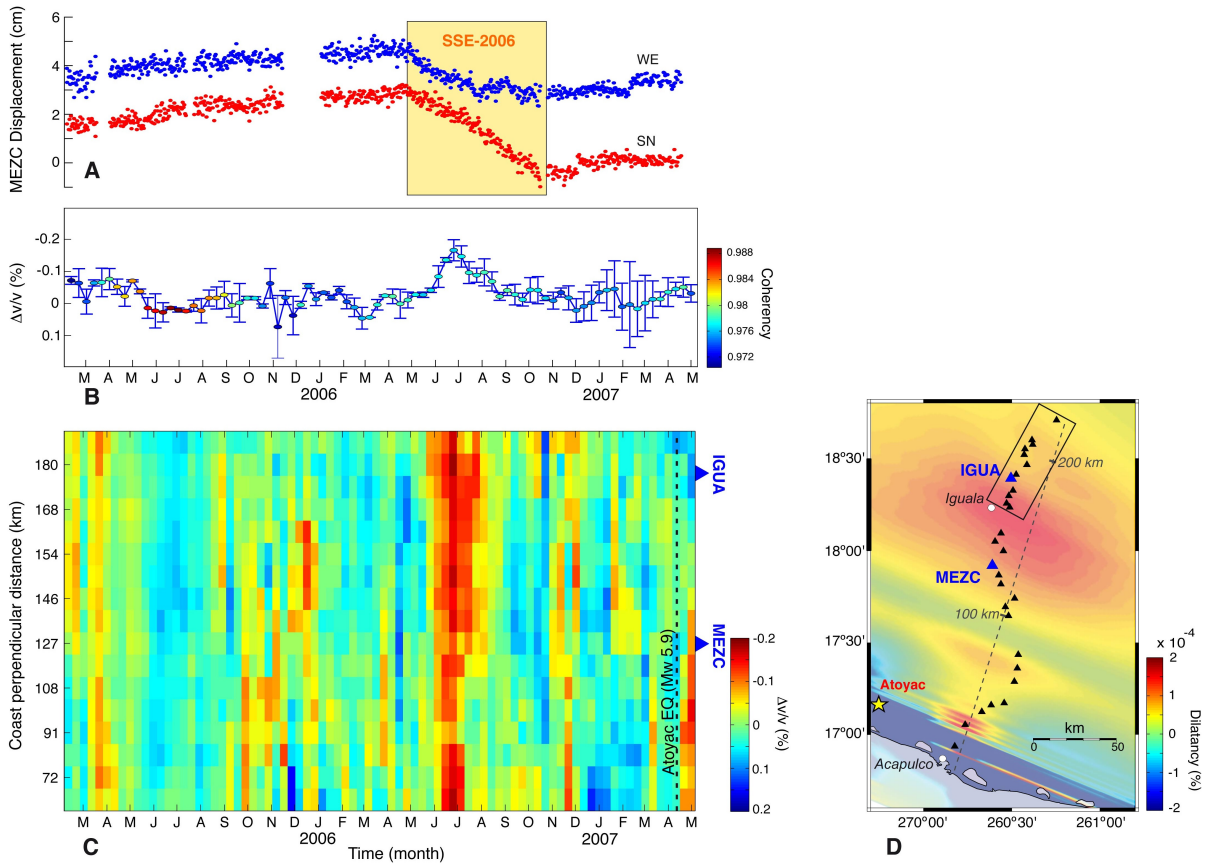 MEZC Displacement (cm)
6
4
2
0
SSE-2006
WE
SN
A
Δv/v (%)
-0.2
-0.1
0
0.1
0.988
0.984
0.98
0.976
0.972
Coherency
M A M J J A S O N D J F M A M J J A S O N D J F M A M
2006
2007
B
Coast perpendicular distance (km)
180
168
154
146
127
108
91
72
IGUA
MEZC
Atoyac EQ (Mw 5.9)
-0.2
-0.1
0
0.1
0.2
Δv/v (%)
M A M J J A S O N D J F M A M J J A S O N D J F M A M
2006
2007
C
Time (month)
18°30'
18°00'
17°30'
17°00'
IGUA
200 km
Iguala
MEZC
100 km
Atoyac
km
0
50
Acapulco
270°00'
260°30'
261°00'
D
x 10-4
2
1
0
-1
-2
Dilatancy (%)